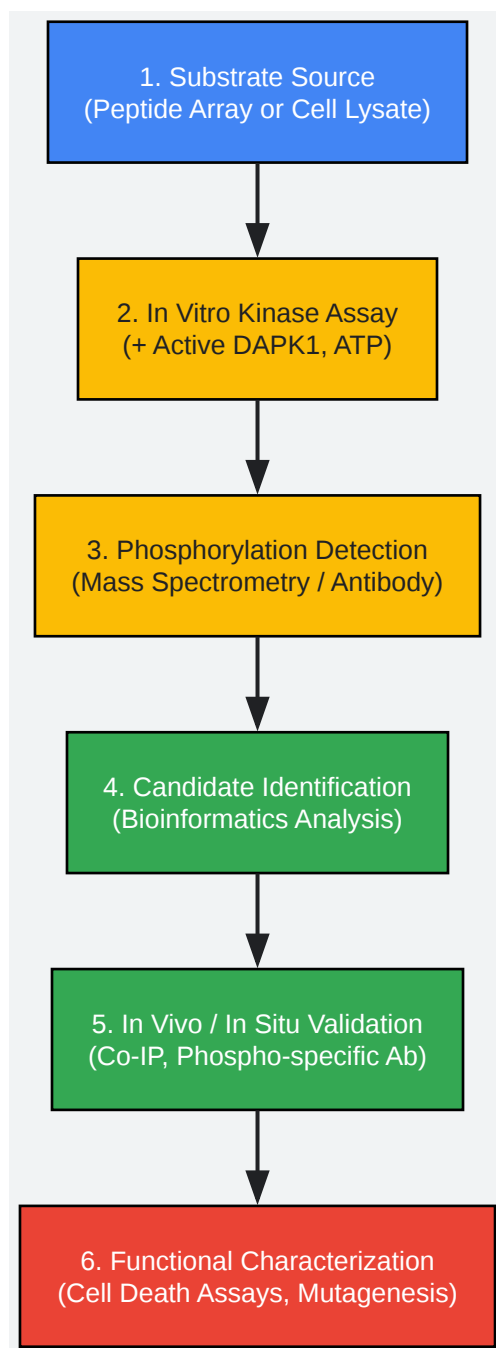 1. Substrate Source
(Peptide Array or Cell Lysate)
2. In Vitro Kinase Assay
(+ Active DAPK1, ATP)
3. Phosphorylation Detection
(Mass Spectrometry / Antibody)
4. Candidate Identification
(Bioinformatics Analysis)
5. In Vivo / In Situ Validation
(Co-IP, Phospho-specific Ab)
6. Functional Characterization
(Cell Death Assays, Mutagenesis)